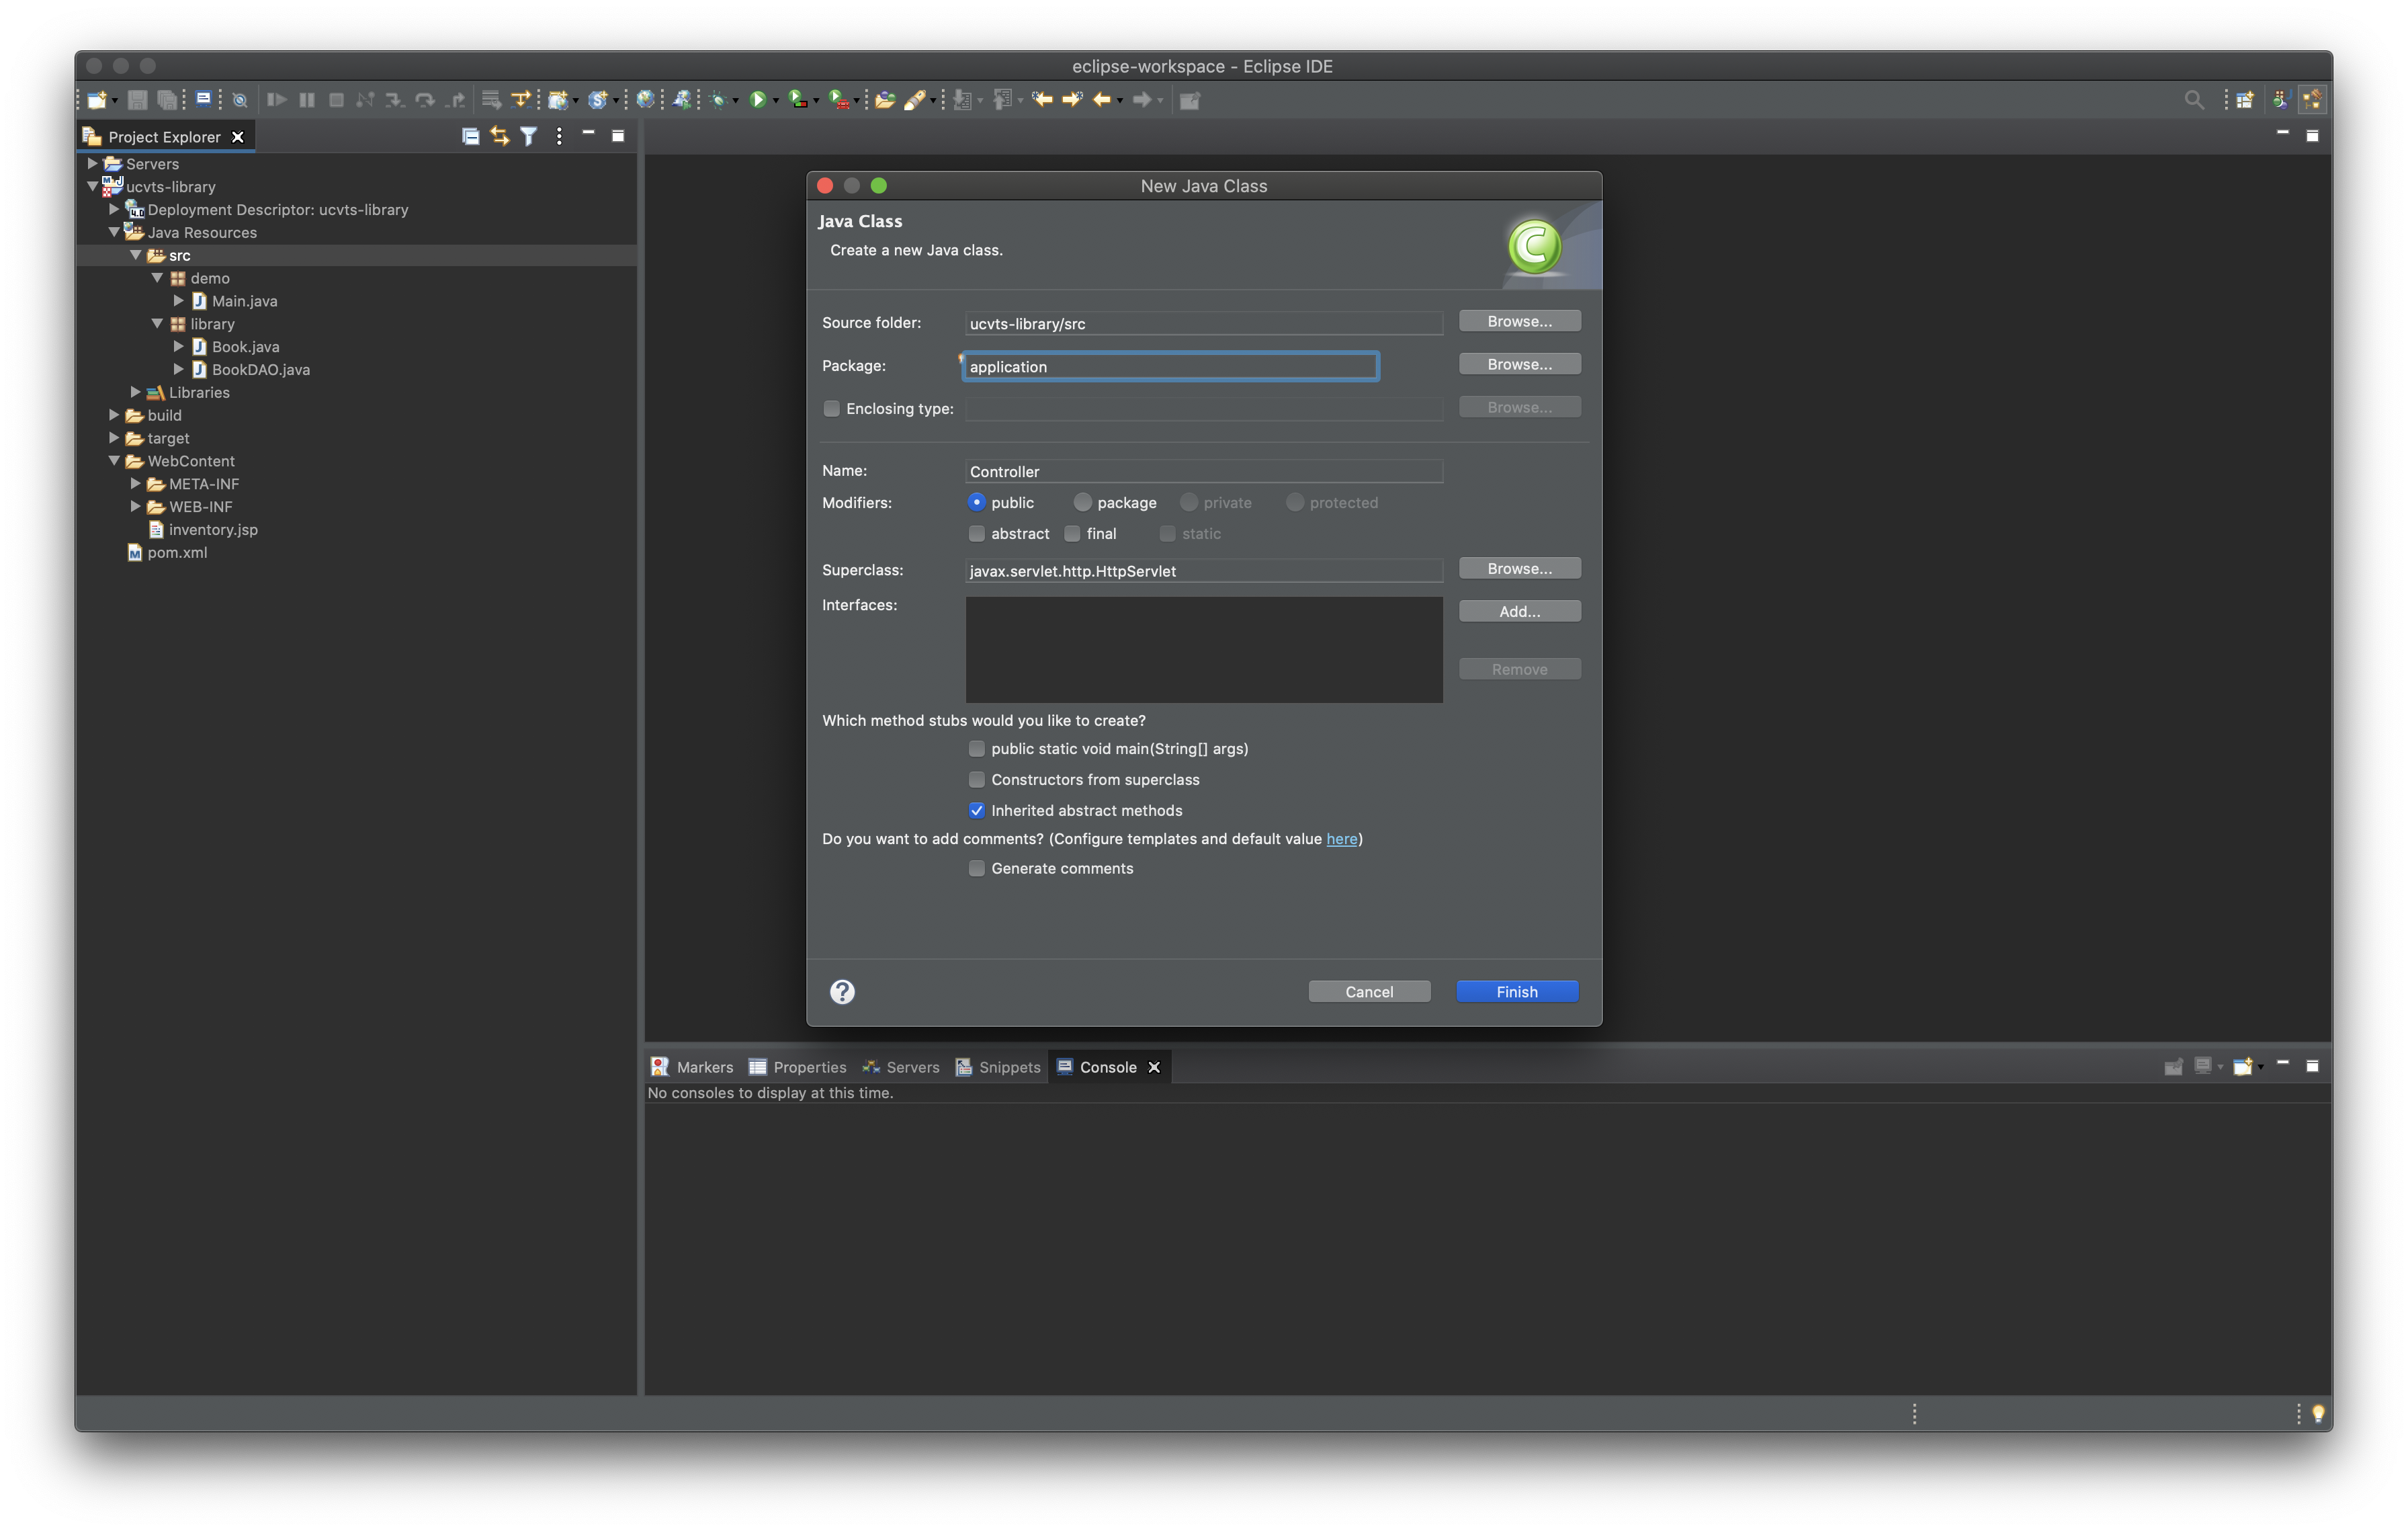 eclipse-workspace - Eclipse IDE
Project Explorer
Servers
ucvts-library
Deployment Descriptor: ucvts-library
Java Resources
src
demo
Main.java
library
Book.java
BookDAO.java
Libraries
build
target
WebContent
META-INF
WEB-INF
inventory.jsp
pom.xml
New Java Class
Java Class
Create a new Java class.
Source folder: ucvts-library/src Browse...
Package: application Browse...
Enclosing type: Browse...
Name: Controller
Modifiers: public package private protected
abstract final static
Superclass: javax.servlet.http.HttpServlet Browse...
Interfaces: Add...
Remove
Which method stubs would you like to create?
public static void main(String[] args)
Constructors from superclass
Inherited abstract methods
Do you want to add comments? (Configure templates and default value here)
Generate comments
? Cancel Finish
Markers Properties Servers Snippets Console
No consoles to display at this time.